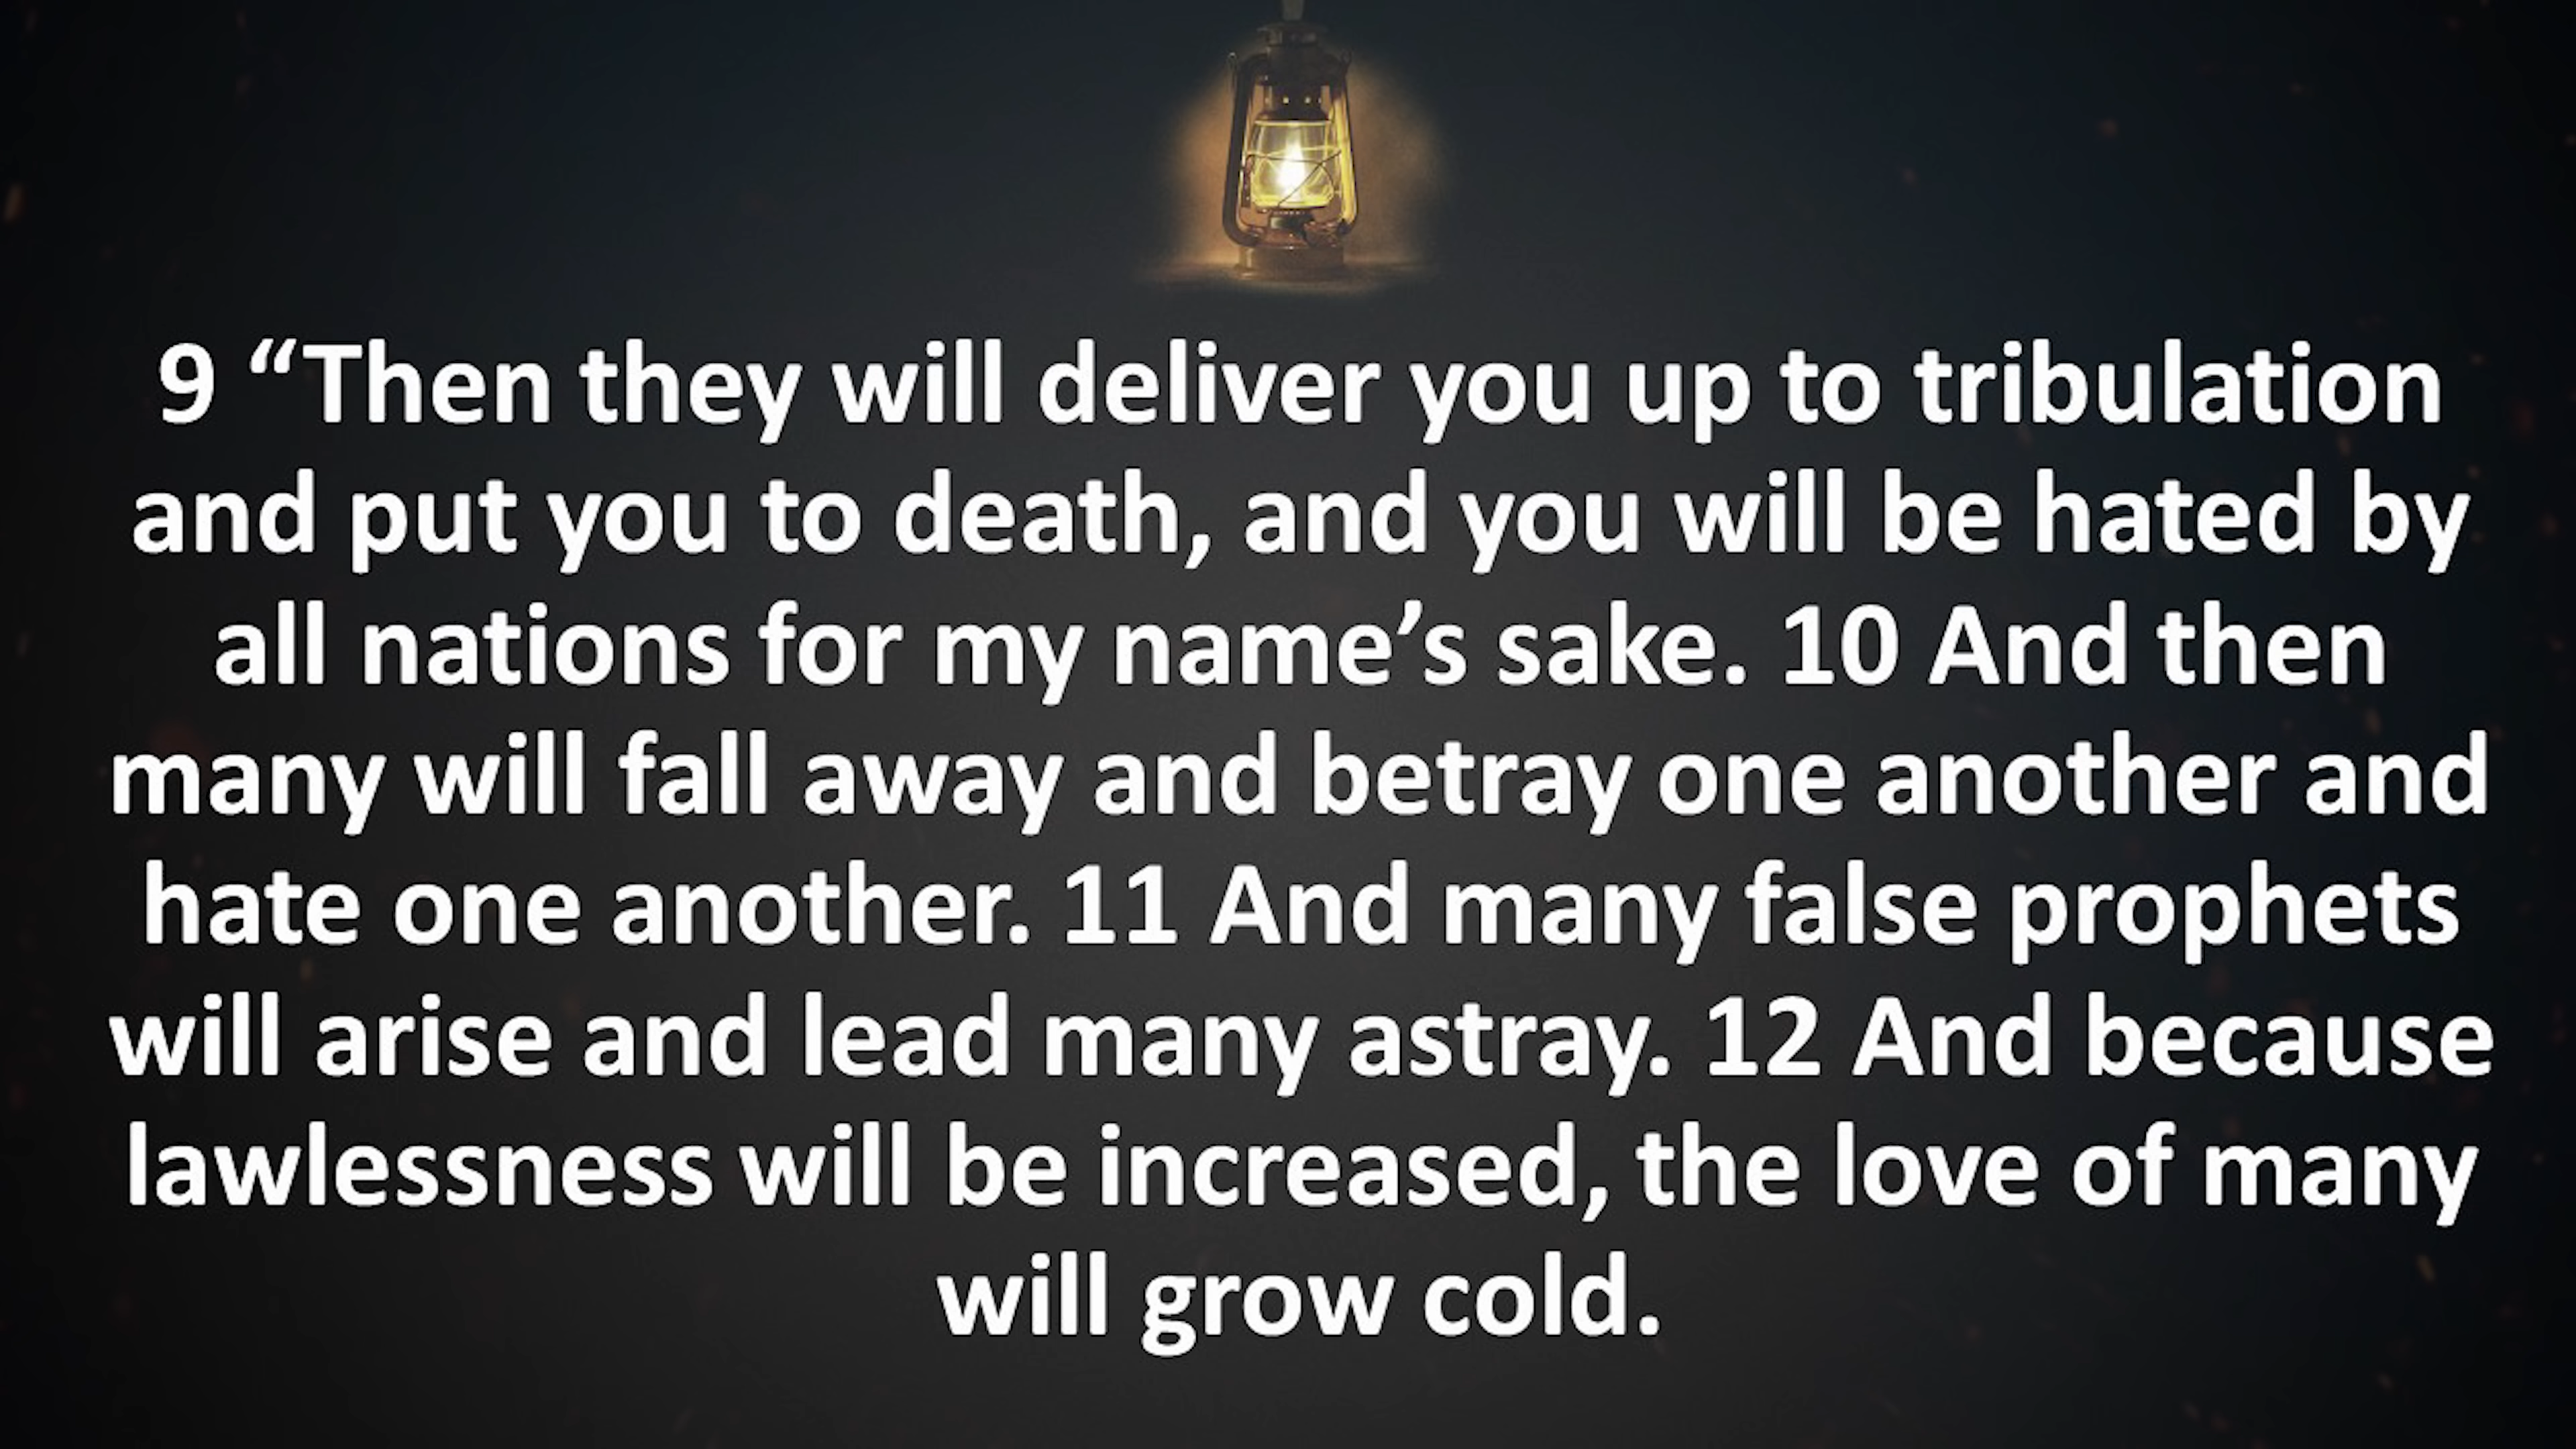 9 “Then they will deliver you up to tribulation
and put you to death, and you will be hated by
all nations for my name’s sake. 10 And then
many will fall away and betray one another and
hate one another. 11 And many false prophets
will arise and lead many astray. 12 And because
lawlessness will be increased, the love of many
will grow cold.